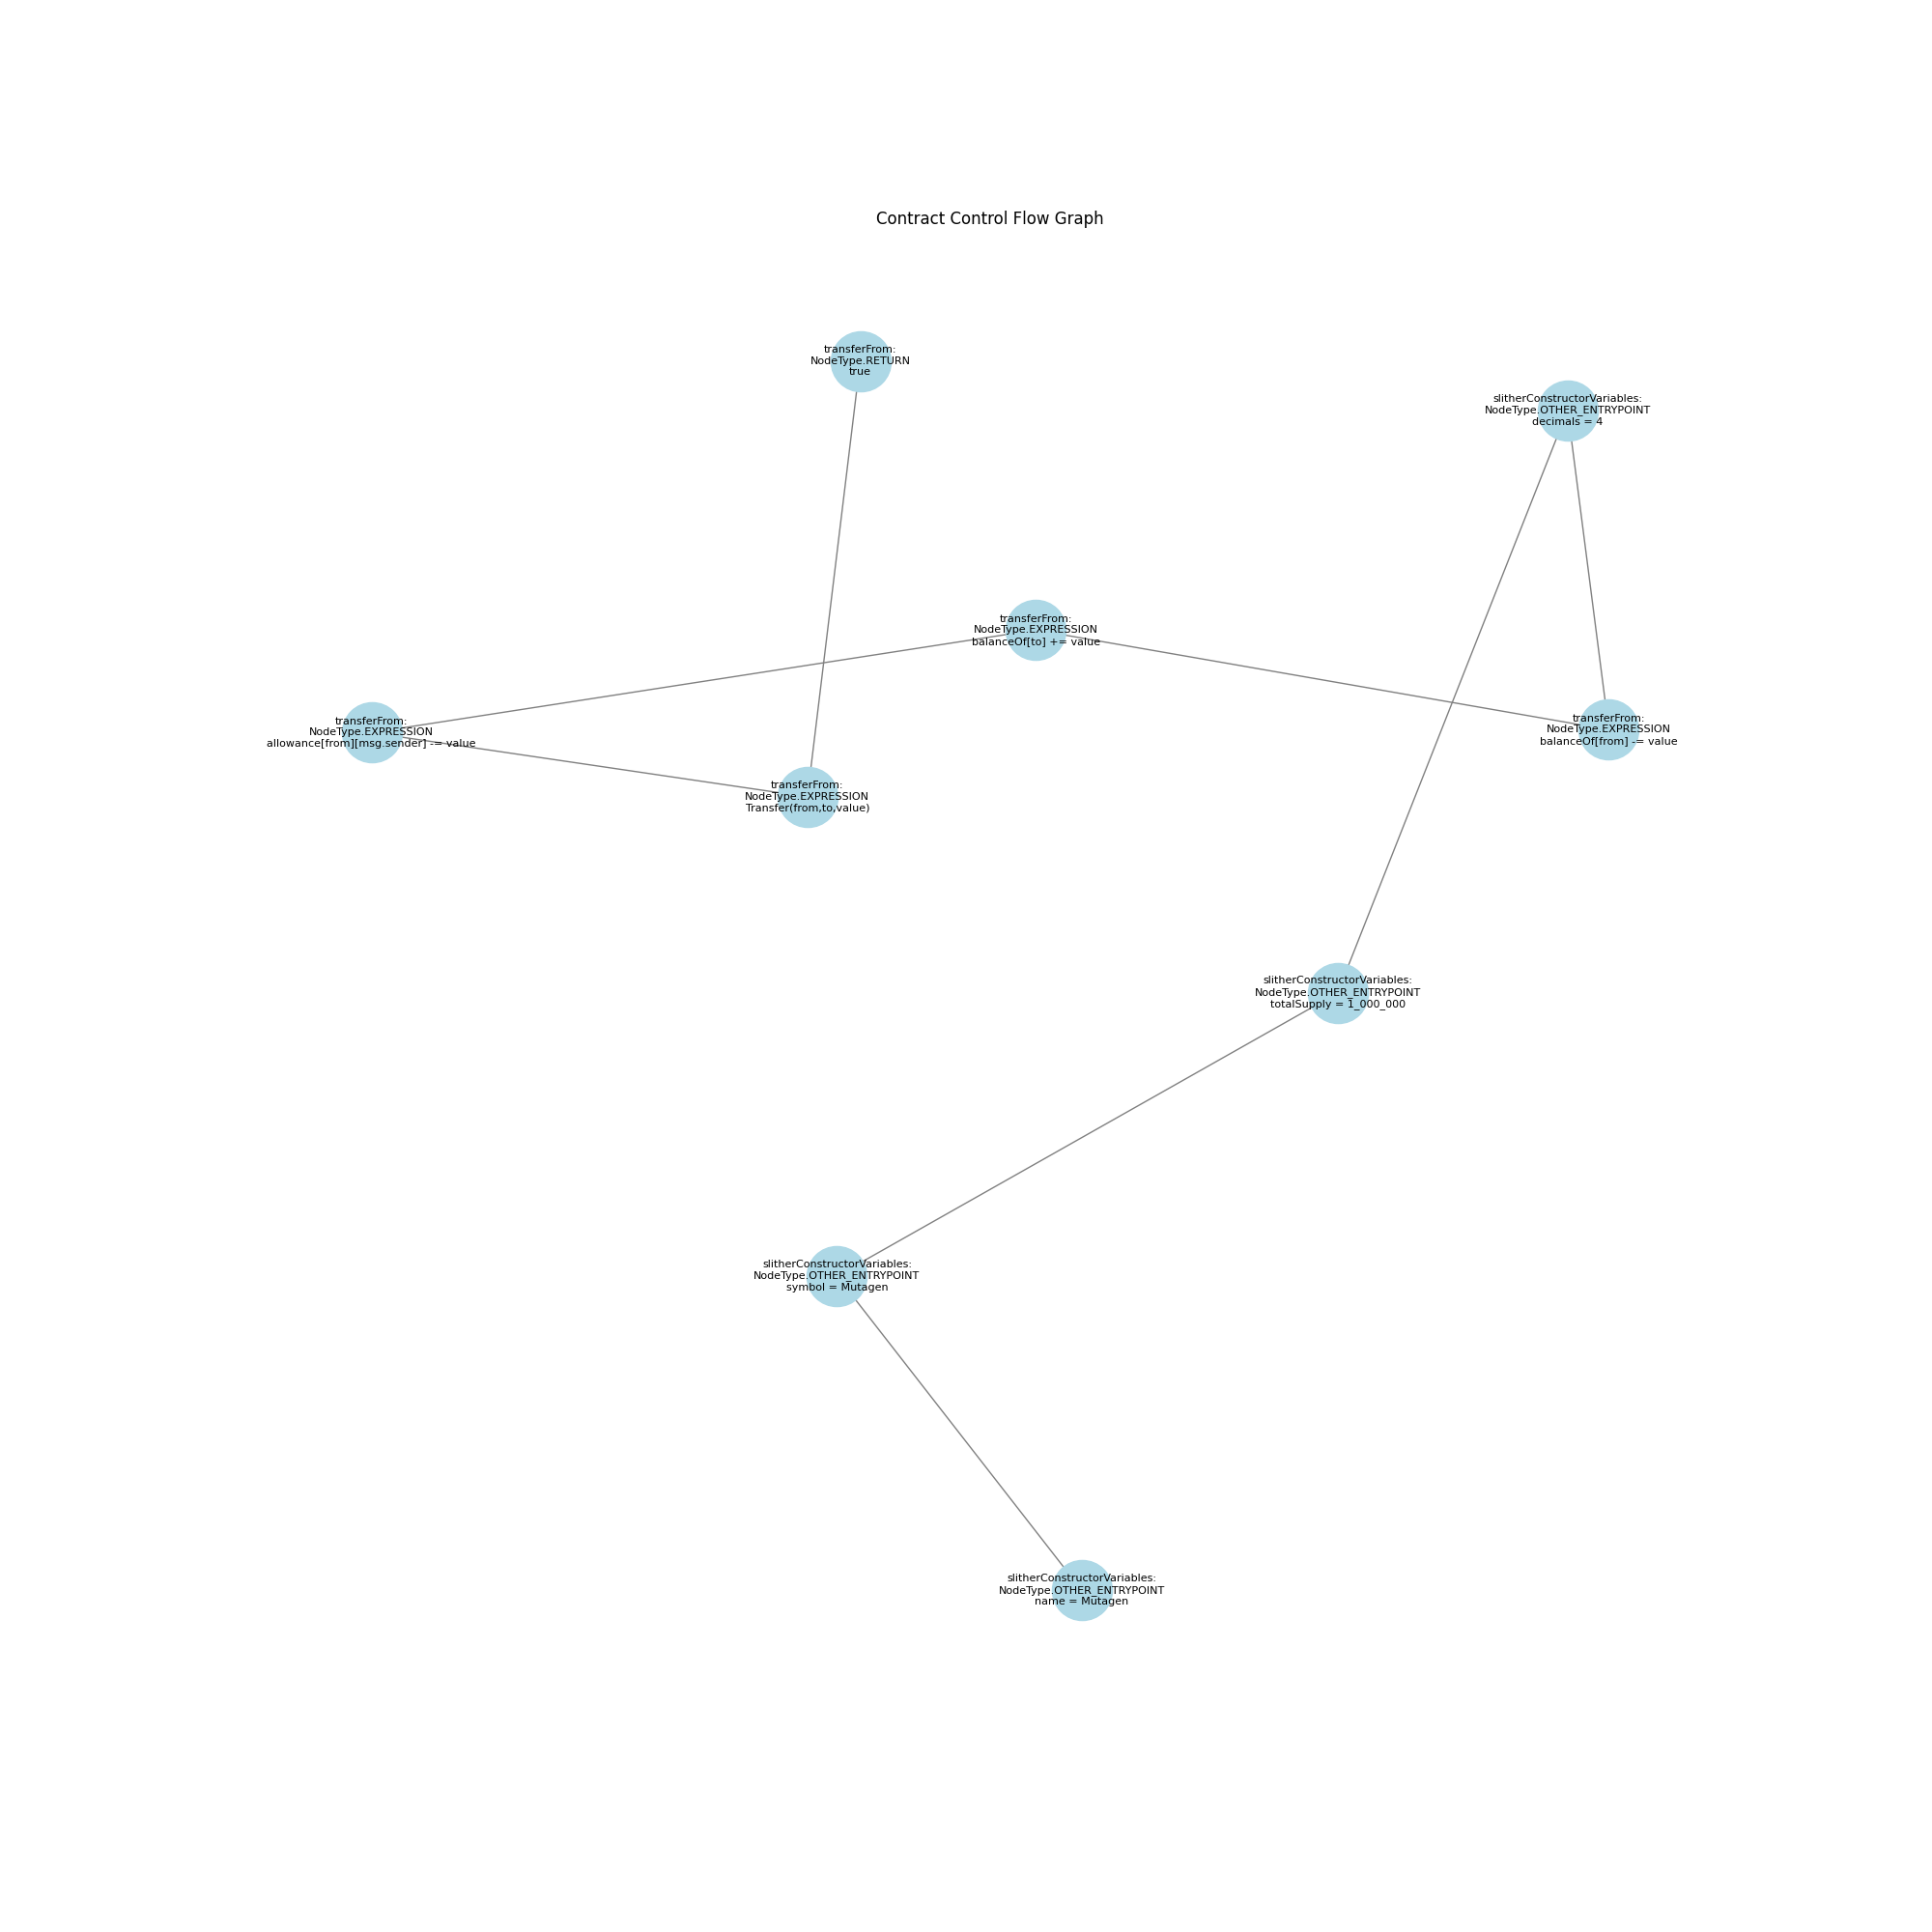 Contract Control Flow Graph
transferFrom:
NodeType.RETURN
true
slitherConstructorVariables:
NodeType.OTHER_ENTRYPOINT
decimals = 4
transferFrom:
NodeType.EXPRESSION
balanceOf[to] += value
transferFrom:
NodeType.EXPRESSION
allowance[from][msg.sender] -= value
transferFrom:
NodeType.EXPRESSION
balanceOf[from] -= value
transferFrom:
NodeType.EXPRESSION
Transfer(from,to,value)
slitherConstructorVariables:
NodeType.OTHER_ENTRYPOINT
totalSupply = 1_000_000
slitherConstructorVariables:
NodeType.OTHER_ENTRYPOINT
symbol = Mutagen
slitherConstructorVariables:
NodeType.OTHER_ENTRYPOINT
name = Mutagen